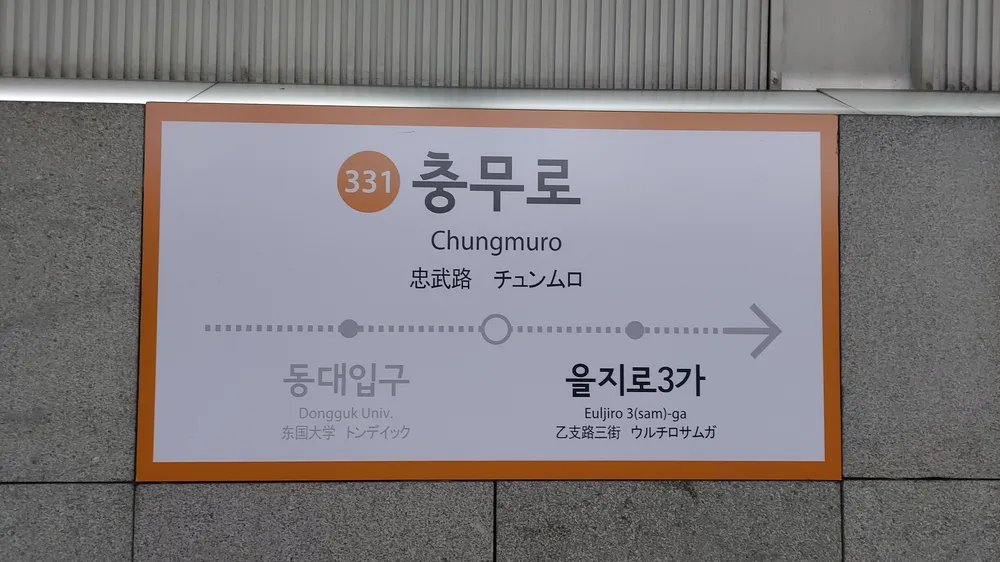 331 충무로
Chungmuro
忠武路 チュンムロ
동대입구 을지로3가
Dongguk Univ. Euljiro 3(sam)-ga
东国大学 トンデイック 乙支路三街 ウルチロサムガ